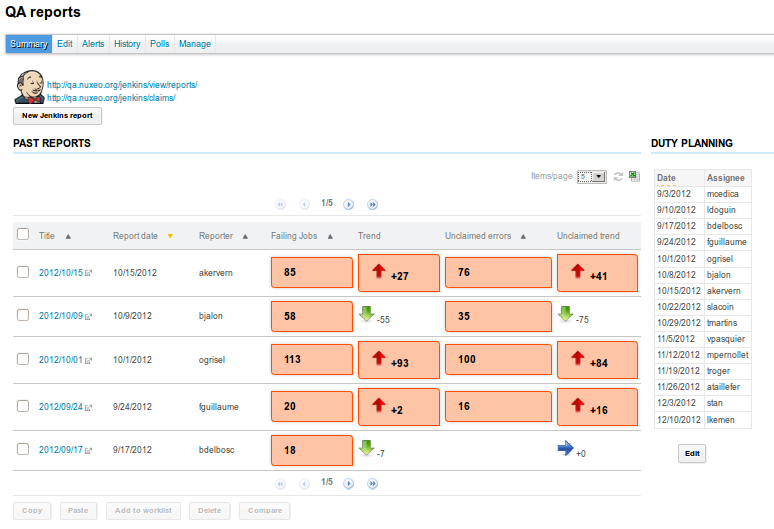 QA reports
Summary Edit Alerts History Polls Manage
http://qa.nuxeo.org/jenkins/view/reports/
http://qa.nuxeo.org/jenkins/claims/
New Jenkins report
PAST REPORTS
Items/page 5
1/5
Title Report date Reporter Failing Jobs Trend Unclaimed errors Unclaimed trend
2012/10/15 10/15/2012 akervern 85 +27 76 +41
2012/10/09 10/9/2012 bjalon 58 -55 35 -75
2012/10/01 10/1/2012 ogrisel 113 +93 100 +84
2012/09/24 9/24/2012 fguillaume 20 +2 16 +16
2012/09/17 9/17/2012 bdelbosc 18 -7 +0
1/5
Copy Paste Add to worklist Delete Compare
DUTY PLANNING
Date Assignee
9/3/2012 mcedica
9/10/2012 ldoguin
9/17/2012 bdelbosc
9/24/2012 fguillaume
10/1/2012 ogrisel
10/8/2012 bjalon
10/15/2012 akervern
10/22/2012 slacoin
10/29/2012 tmartins
11/5/2012 vpasquier
11/12/2012 mpernollet
11/19/2012 troger
11/26/2012 ataillefer
12/3/2012 stan
12/10/2012 lkemen
Edit